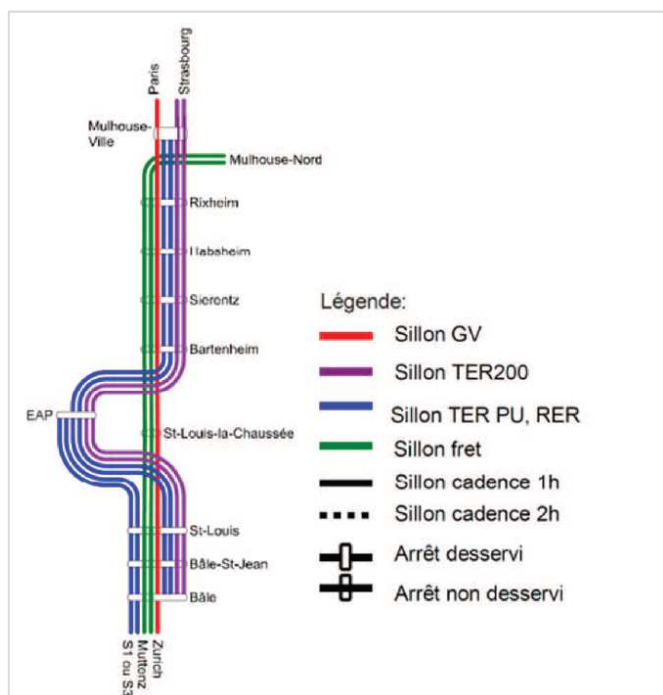 Paris
Strasbourg
Mulhouse-
Ville
Mulhouse-Nord
Rixheim
Habsheim
Sierentz
Bartenheim
EAP
St-Louis-la-Chaussée
St-Louis
Bâle-St-Jean
Bâle
S1 ou S3
Muttenz
Zurich
Légende:
Sillon GV
Sillon TER200
Sillon TER PU, RER
Sillon fret
Sillon cadence 1h
Sillon cadence 2h
Arrêt desservi
Arrêt non desservi